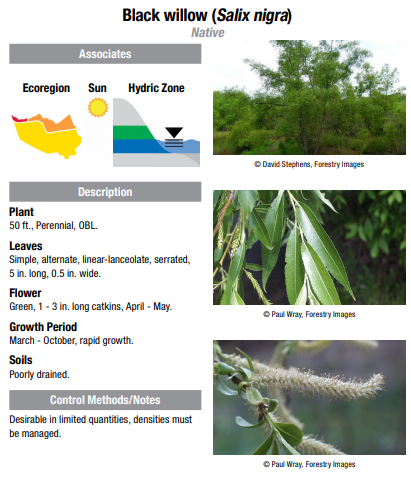 Black willow (Salix nigra)
Native
Associates
Ecoregion
Sun
Hydric Zone
© David Stephens, Forestry Images
Description
Plant
50 ft., Perennial, OBL.
Leaves
Simple, alternate, linear-lanceolate, serrated,
5 in. long, 0.5 in. wide.
Flower
Green, 1 - 3 in. long catkins, April - May.
Growth Period
March - October, rapid growth.
Soils
Poorly drained.
© Paul Wray, Forestry Images
Control Methods/Notes
Desirable in limited quantities, densities must
be managed.
© Paul Wray, Forestry Images